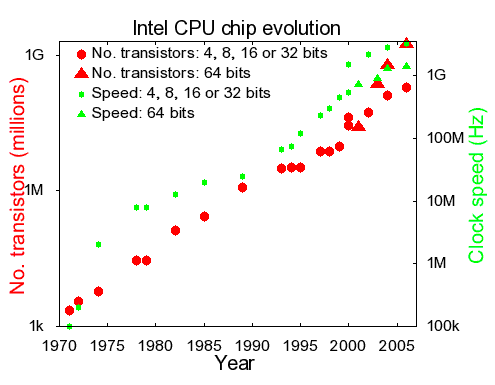 Intel CPU chip evolution
No. transistors: 4, 8, 16 or 32 bits
No. transistors: 64 bits
Speed: 4, 8, 16 or 32 bits
Speed: 64 bits
No. transistors (millions)
1G
1M
1k
1G
100M
10M
1M
100k
Clock speed (Hz)
1970 1975 1980 1985 1990 1995 2000 2005
Year